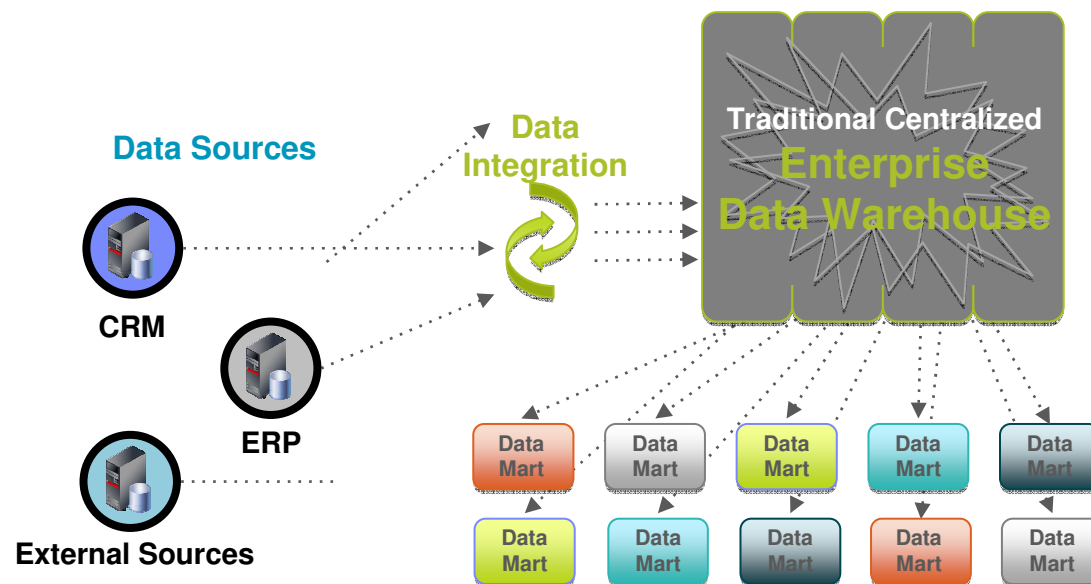 Data Sources
CRM
ERP
External Sources
Data
Integration
Traditional Centralized
Enterprise
Data Warehouse
Data
Mart
Data
Mart
Data
Mart
Data
Mart
Data
Mart
Data
Mart
Data
Mart
Data
Mart
Data
Mart
Data
Mart